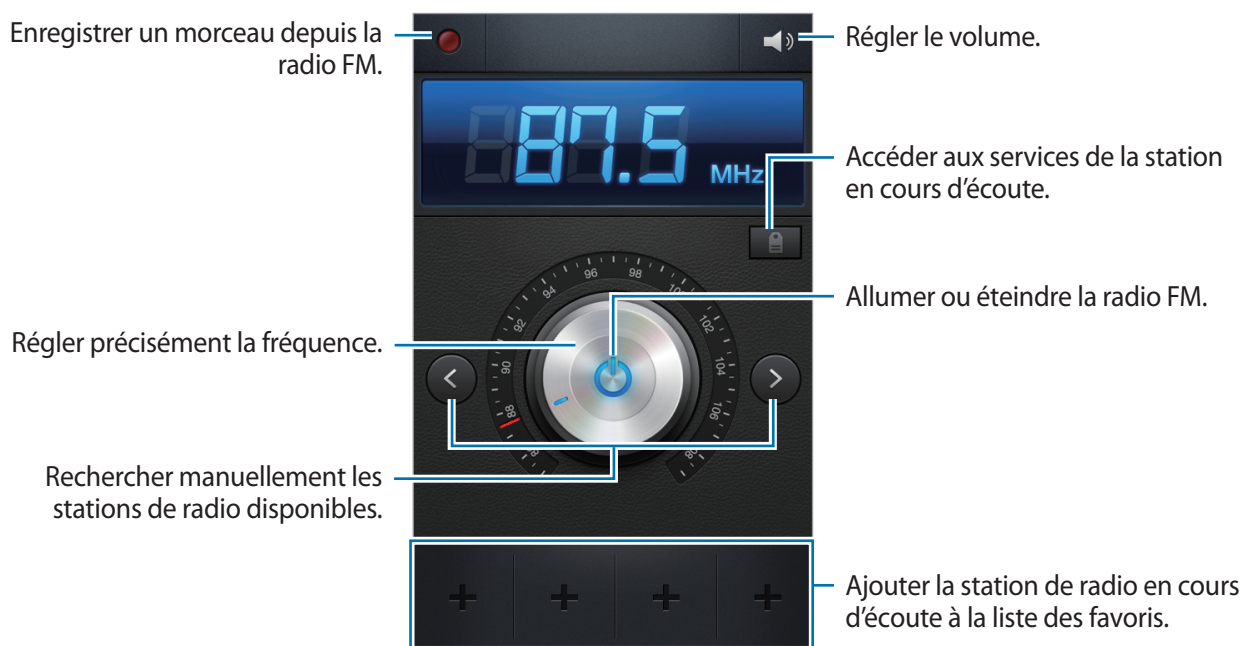 Enregistrer un morceau depuis la
radio FM.
Régler le volume.
87.5 MHz
Accéder aux services de la station
en cours d'écoute.
94 96 98
92 102
90 104
88 106
Allumer ou éteindre la radio FM.
Régler précisément la fréquence.
Rechercher manuellement les
stations de radio disponibles.
Ajouter la station de radio en cours
d'écoute à la liste des favoris.